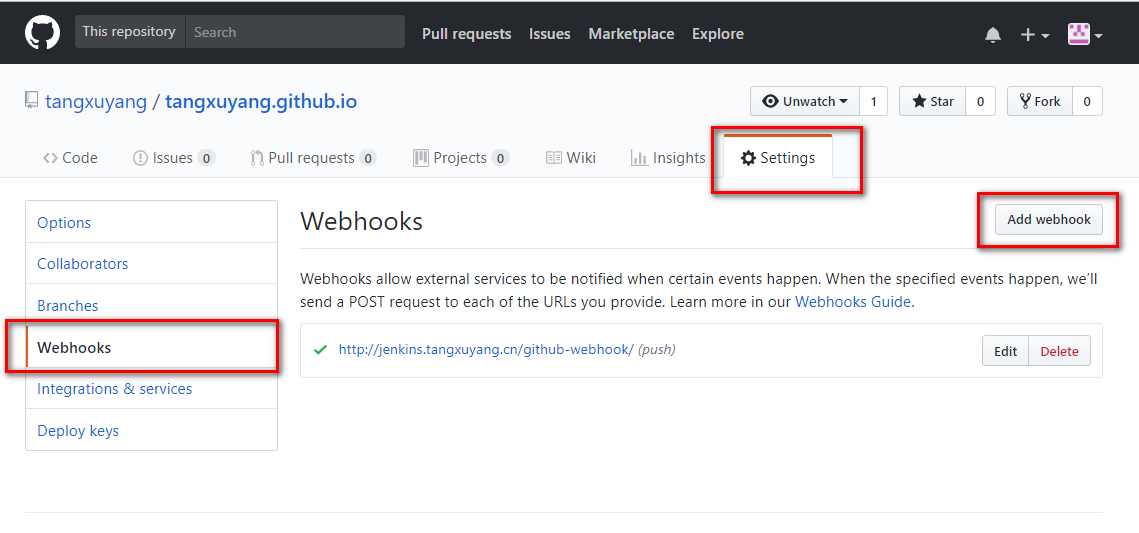 This repository Search Pull requests Issues Marketplace Explore
tangxuyang / tangxuyang.github.io Unwatch 1 Star 0 Fork 0
Code Issues 0 Pull requests 0 Projects 0 Wiki Insights Settings
Options
Collaborators
Branches
Webhooks
Integrations & services
Deploy keys
Webhooks Add webhook
Webhooks allow external services to be notified when certain events happen. When the specified events happen, we’ll
send a POST request to each of the URLs you provide. Learn more in our Webhooks Guide.
http://jenkins.tangxuyang.cn/github-webhook/ (push) Edit Delete